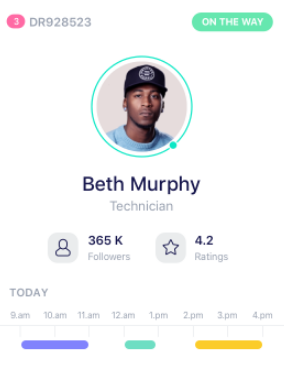 3 DR928523 ON THE WAY
Beth Murphy
Technician
365 K 4.2
Followers Ratings
TODAY
9.am 10.am 11.am 12.am 1.pm 2.pm 3.pm 4.pm